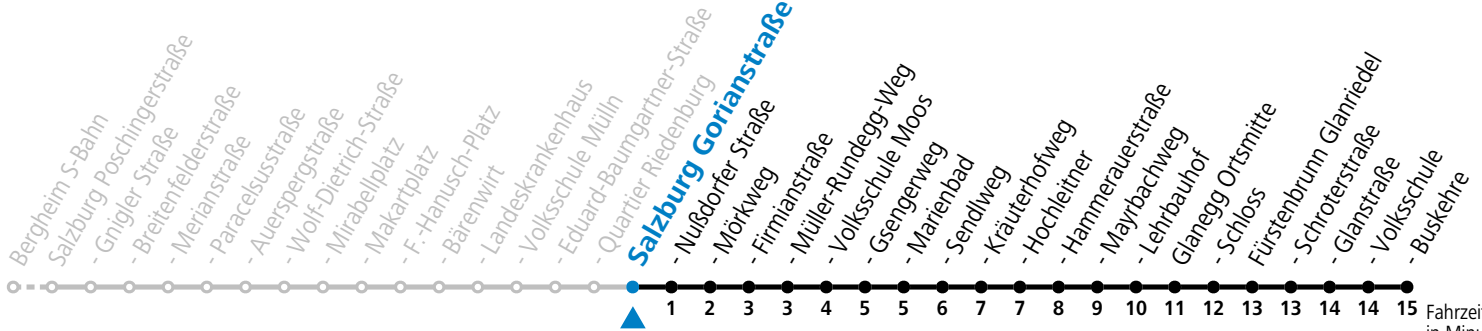 Bergheim S-Bahn
Salzburg Poschingerstraße
- Gnigler Straße
- Breitenfelderstraße
- Merianstraße
- Paracelsusstraße
- Auerspergstraße
- Wolf-Dietrich-Straße
- Mirabellplatz
- Makartplatz
- F.-Hanusch-Platz
- Bärenwirt
- Landeskrankenhaus
- Volksschule Mülln
- Eduard-Baumgartner-Straße
- Quartier Riedenburg
Salzburg Gorianstraße
- Nußdorfer Straße
- Mörkweg
- Firmianstraße
- Müller-Rundegg-Weg
- Volksschule Moos
- Gsengerweg
- Marienbad
- Sendlweg
- Kräuterhofweg
- Hochleitner
- Hammerauerstraße
- Mayrbachweg
- Lehrbauhof
Glanegg Ortsmitte
- Schloss
Fürstenbrunn Glanriedel
- Schroterstraße
- Glanstraße
- Volksschule
- Buskehre
1 2 3 3 4 5 5 6 7 7 8 9 10 11 12 13 13 14 14 15